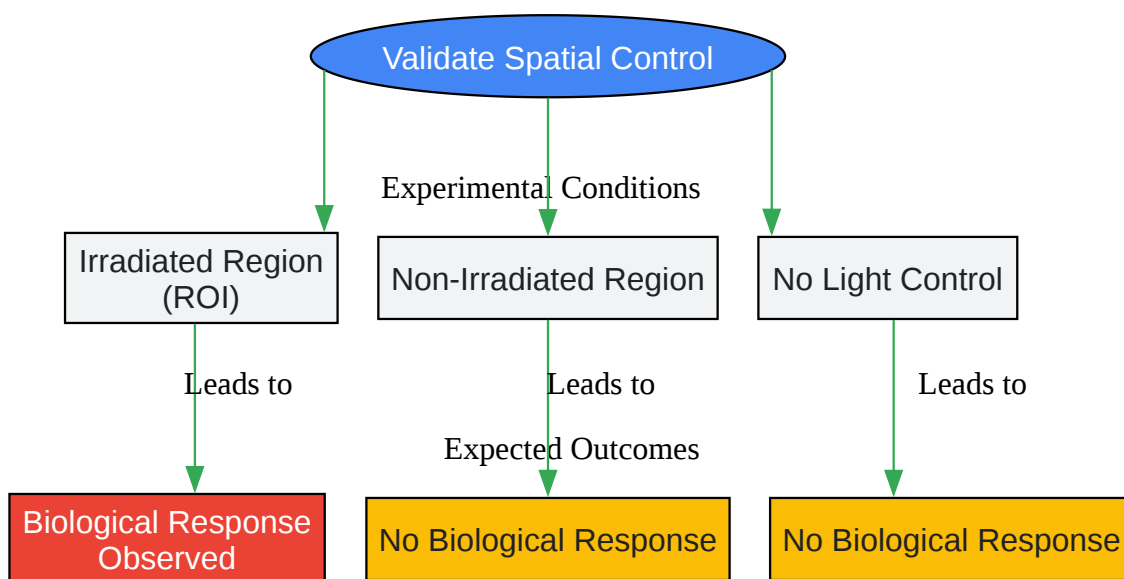 Validate Spatial Control
Experimental Conditions
Irradiated Region
(ROI)
Non-Irradiated Region
No Light Control
Leads to
Leads to
Leads to
Expected Outcomes
Biological Response
Observed
No Biological Response
No Biological Response